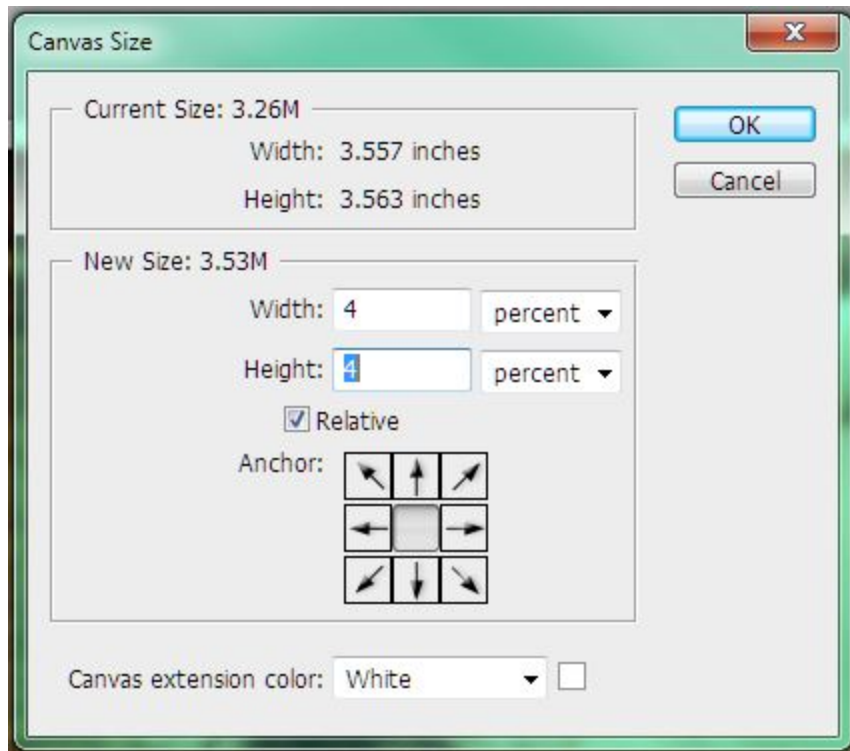 Canvas Size
Current Size: 3.26M
OK
Width: 3.557 inches
Cancel
Height: 3.563 inches
New Size: 3.53M
Width: 4 percent
Height: 4 percent
Relative
Anchor:
Canvas extension color: White